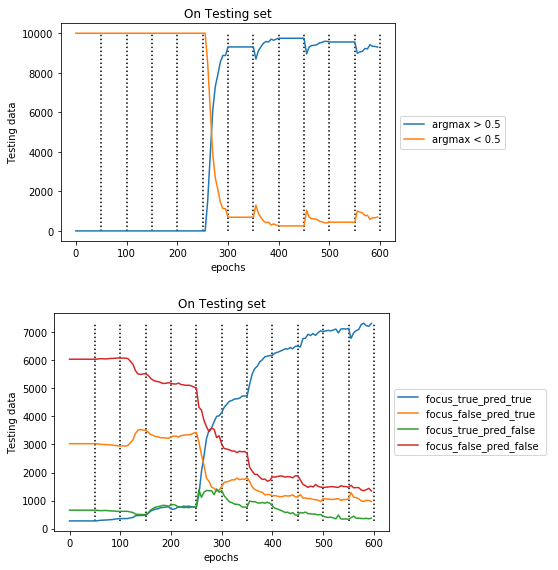 On Testing set
10000
8000
6000
4000
2000
0
Testing data
0 100 200 300 400 500 600
epochs
argmax > 0.5
argmax < 0.5
On Testing set
7000
6000
5000
4000
3000
2000
1000
0
Testing data
0 100 200 300 400 500 600
epochs
focus_true_pred_true
focus_false_pred_true
focus_true_pred_false
focus_false_pred_false